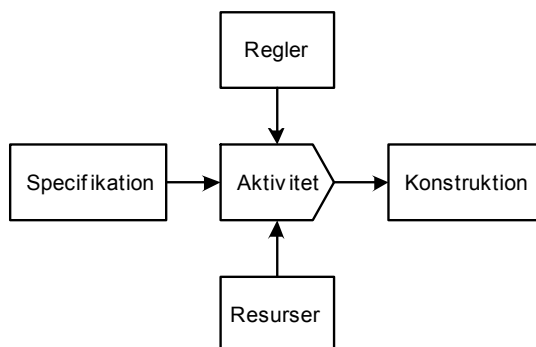 Regler
Specifikation
Aktivitet
Konstruktion
Resurser